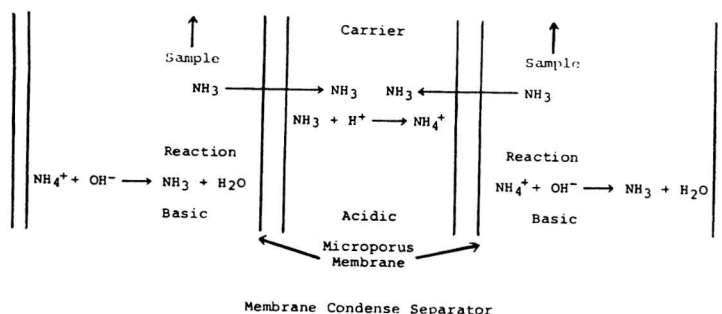 Carrier
Sample
Sample
NH3 NH3 NH3 NH3
NH3 + H+ NH4+
Reaction
Reaction
NH4+ + OH- NH3 + H2O
NH4+ + OH- NH3 + H2O
Basic
Acidic
Basic
Microporus
Membrane
Membrane Condense Separator